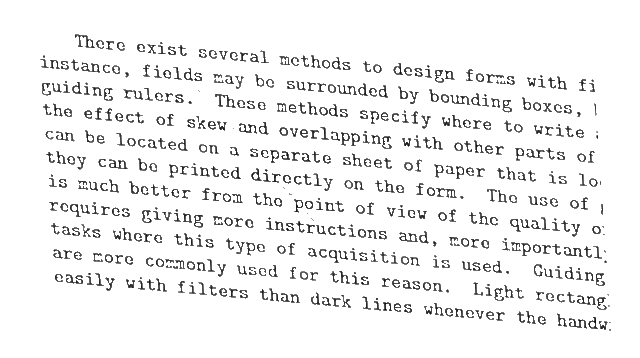 There exist several methods to design forms with fi
instance, fields may be surrounded by bounding boxes,
guiding rulers. These methods specify where to write
the effect of skew and overlapping with other parts of
can be located on a separate sheet of paper that is lo
they can be printed directly on the form. The use of
is much better from the point of view of the quality o
requires giving more instructions and, more importantly
tasks where this type of acquisition is used. Guiding
are more commonly used for this reason. Light rectang
easily with filters than dark lines whenever the handw